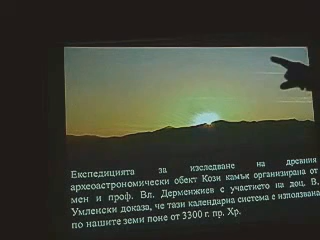 Експедицията за изследване на древния
археоастрономически обект Кози камък организирана от
мен и проф. Вл. Дерменжиев с участието на доц. В.
Умленски доказа, че тази календарна система е използвана
по нашите земи поне от 3300 г. пр. Хр.